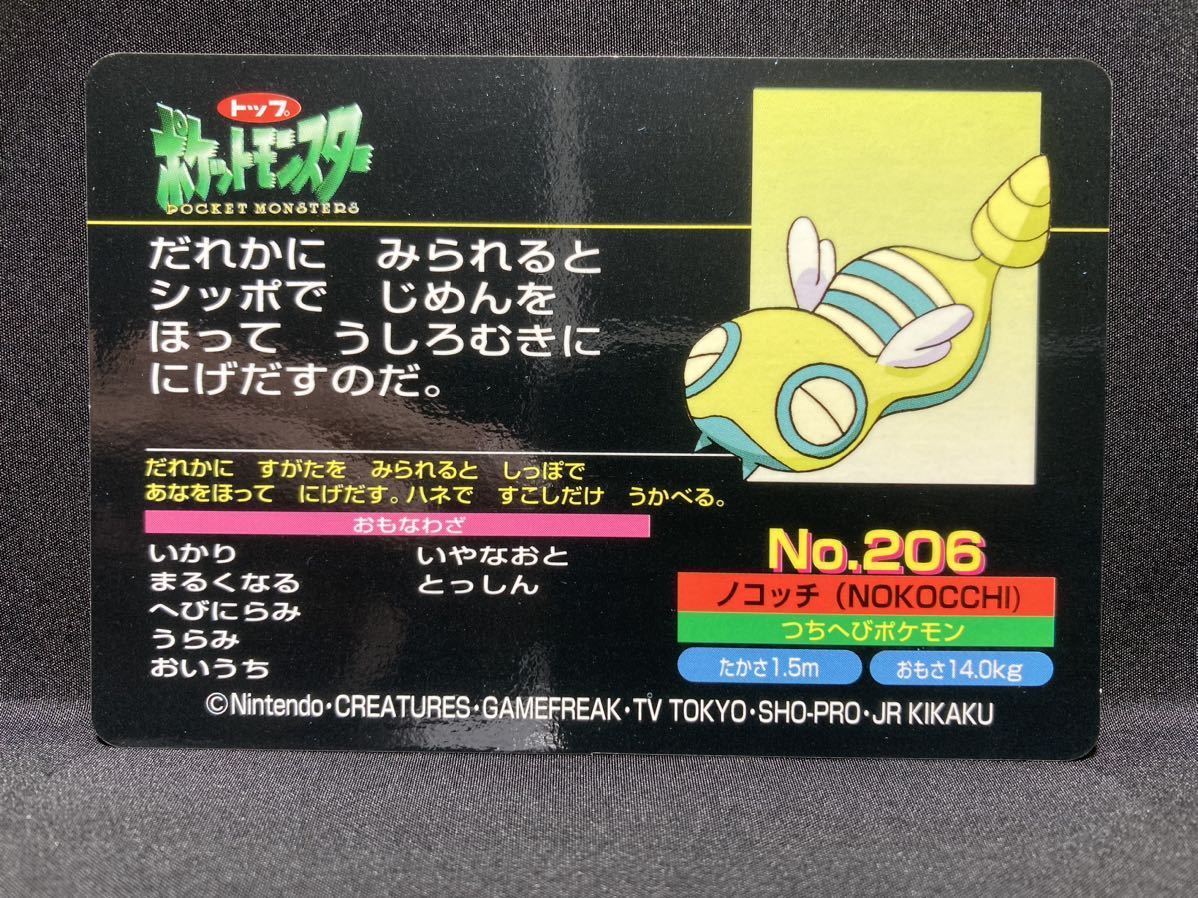 トップ
ポケットモンスター
POCKET MONSTERS
だれかに　みられると
シッポで　じめんを
ほって　うしろむきに
にげだすのだ。
だれかに　すがたを　みられると　しっぽで
あなをほって　にげだす。ハネで　すこしだけ　うかべる。
おもなわざ
いかり
まるくなる
へびにらみ
うらみ
おいうち
いやなおと
とっしん
No.206
ノコッチ (NOKOCCHI)
つちへびポケモン
たかさ1.5m
おもさ14.0kg
©Nintendo・CREATURES・GAMEFREAK・TV TOKYO・SHO-PRO・JR KIKAKU